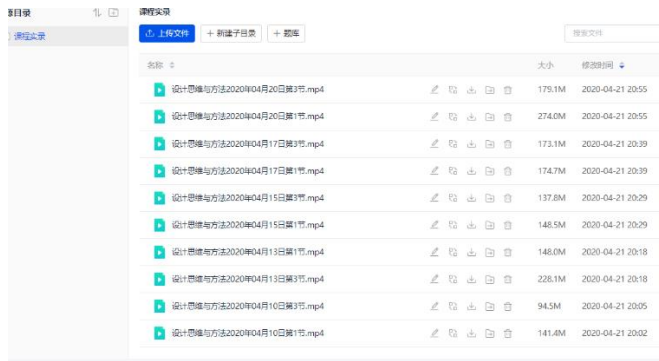 目录
课程实录
课程实录
上传文件 + 新建子目录 + 题库 搜索文件
名称 大小 修改时间
设计思维与方法2020年04月20日第3节.mp4 179.1M 2020-04-21 20:55
设计思维与方法2020年04月20日第1节.mp4 274.0M 2020-04-21 20:55
设计思维与方法2020年04月17日第3节.mp4 173.1M 2020-04-21 20:39
设计思维与方法2020年04月17日第1节.mp4 174.7M 2020-04-21 20:39
设计思维与方法2020年04月15日第3节.mp4 137.8M 2020-04-21 20:29
设计思维与方法2020年04月15日第1节.mp4 148.5M 2020-04-21 20:29
设计思维与方法2020年04月13日第1节.mp4 148.0M 2020-04-21 20:18
设计思维与方法2020年04月13日第3节.mp4 228.1M 2020-04-21 20:18
设计思维与方法2020年04月10日第3节.mp4 94.5M 2020-04-21 20:05
设计思维与方法2020年04月10日第1节.mp4 141.4M 2020-04-21 20:02